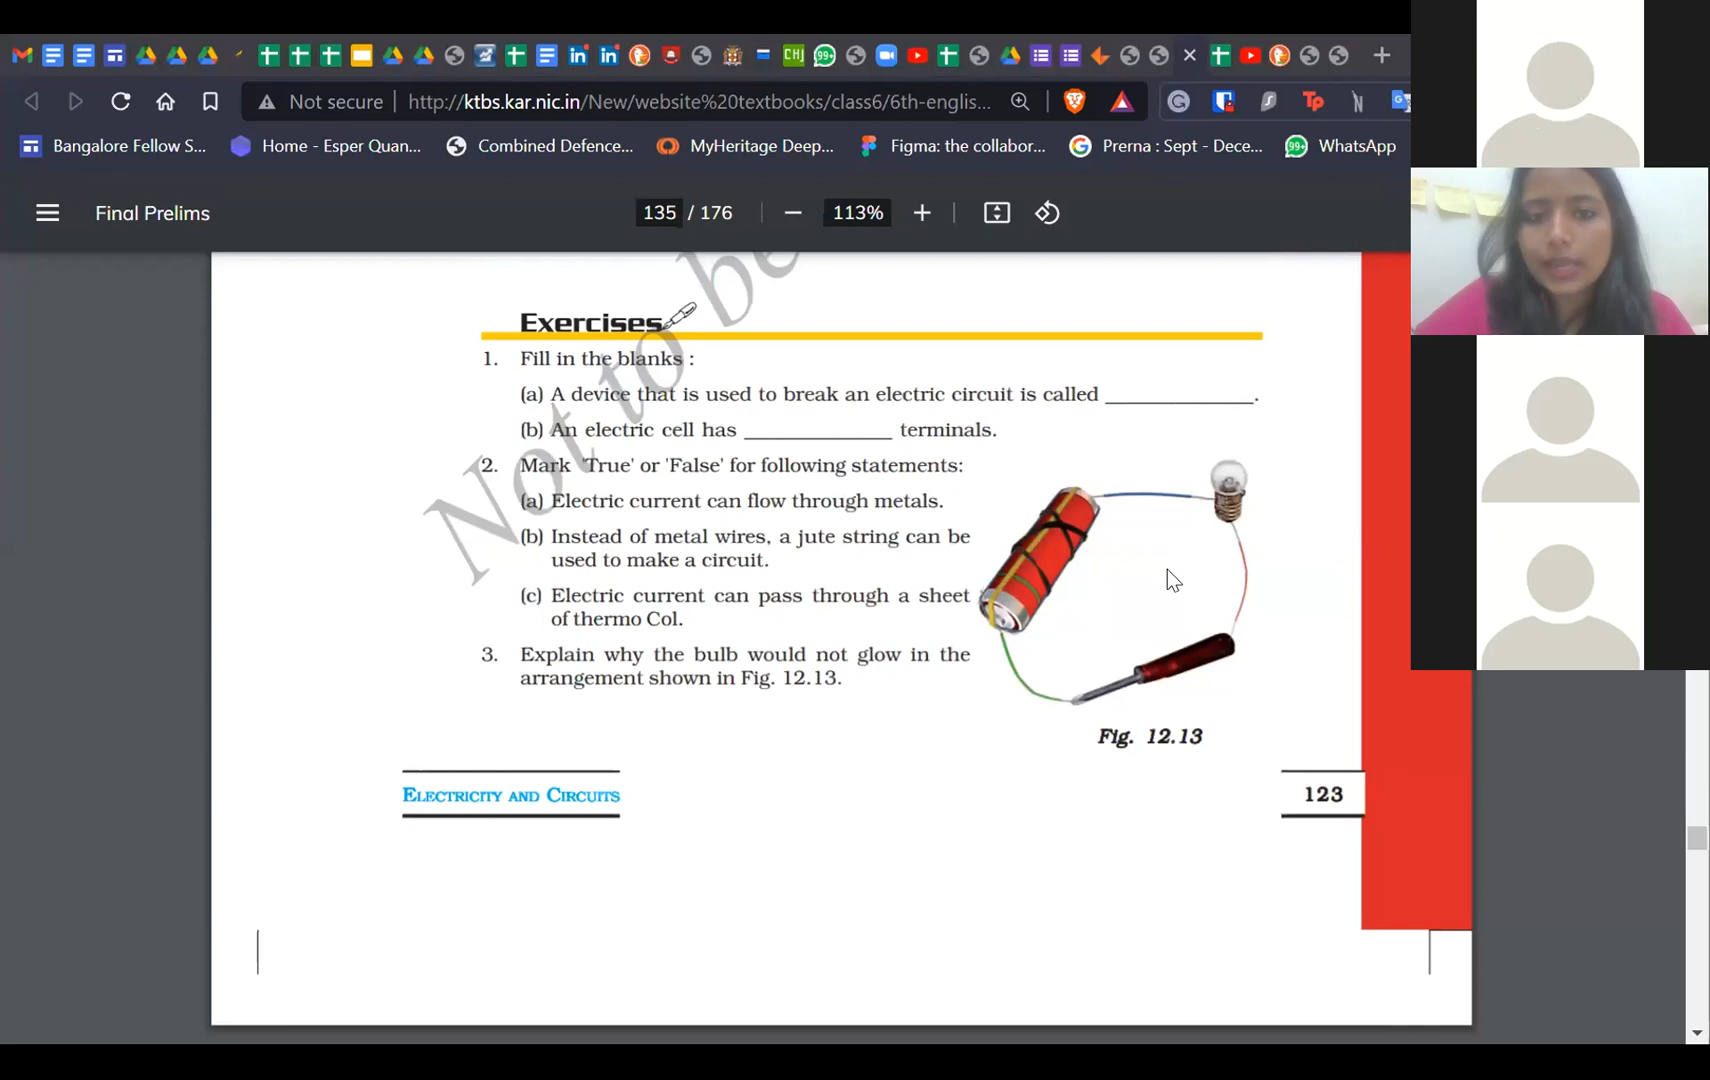 CHJ
99+
Not secure
http://ktbs.kar.nic.in/New/website%20textbooks/class6/6th-englis...
Tp
Bangalore Fellow S...
Home - Esper Quan...
Combined Defence...
MyHeritage Deep...
Figma: the collabor...
Prerna : Sept - Dece...
99+
WhatsApp
Final Prelims
135 / 176
113%
Not to be
Exercises
1. Fill in the blanks :
(a) A device that is used to break an electric circuit is called ______________.
(b) An electric cell has ______________ terminals.
2. Mark 'True' or 'False' for following statements:
(a) Electric current can flow through metals.
(b) Instead of metal wires, a jute string can be
used to make a circuit.
(c) Electric current can pass through a sheet
of thermo Col.
3. Explain why the bulb would not glow in the
arrangement shown in Fig. 12.13.
Fig. 12.13
ELECTRICITY AND CIRCUITS
123